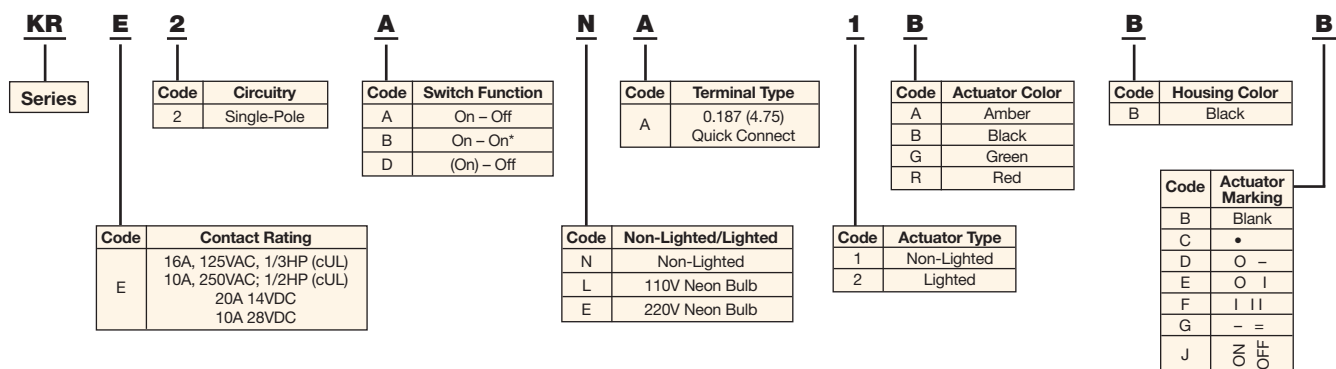 KR E 2 A N A 1 B B B
Series
Code Circuitry
2 Single-Pole
Code Switch Function
A On – Off
B On – On*
D (On) – Off
Code Terminal Type
A 0.187 (4.75)
Quick Connect
Code Actuator Color
A Amber
B Black
G Green
R Red
Code Housing Color
B Black
Code Contact Rating
E 16A, 125VAC, 1/3HP (cUL)
10A, 250VAC; 1/2HP (cUL)
20A 14VDC
10A 28VDC
Code Non-Lighted/Lighted
N Non-Lighted
L 110V Neon Bulb
E 220V Neon Bulb
Code Actuator Type
1 Non-Lighted
2 Lighted
Code Actuator
Marking
B Blank
C •
D O –
E O I
F I II
G – =
J ON OFF